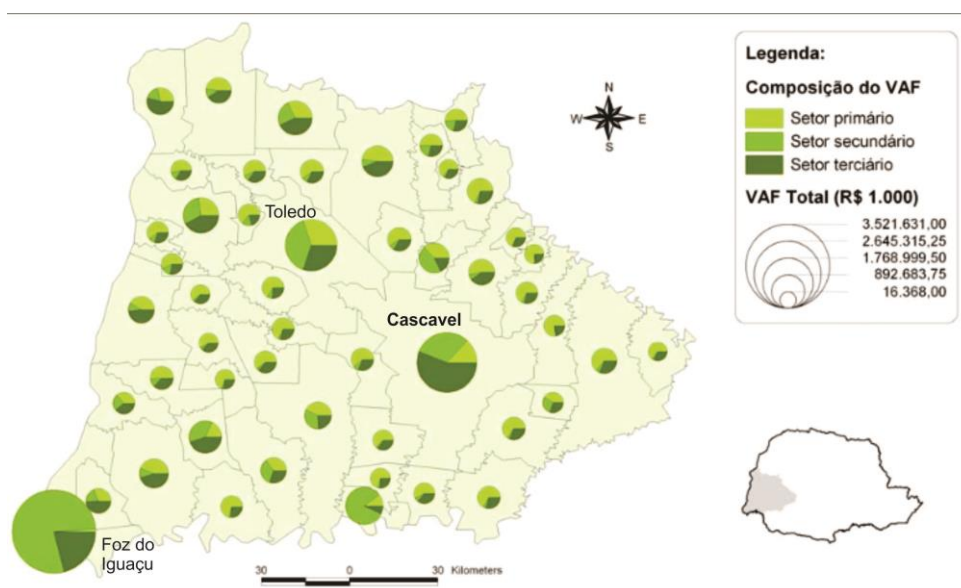 Legenda:
Composição do VAF
Setor primário
Setor secundário
Setor terciário
VAF Total (R$ 1.000)
3.521.631,00
2.645.315,25
1.768.999,50
892.683,75
16.368,00
N
W
E
S
Toledo
Cascavel
Foz do
Iguaçu
30
0
30
Kilometers